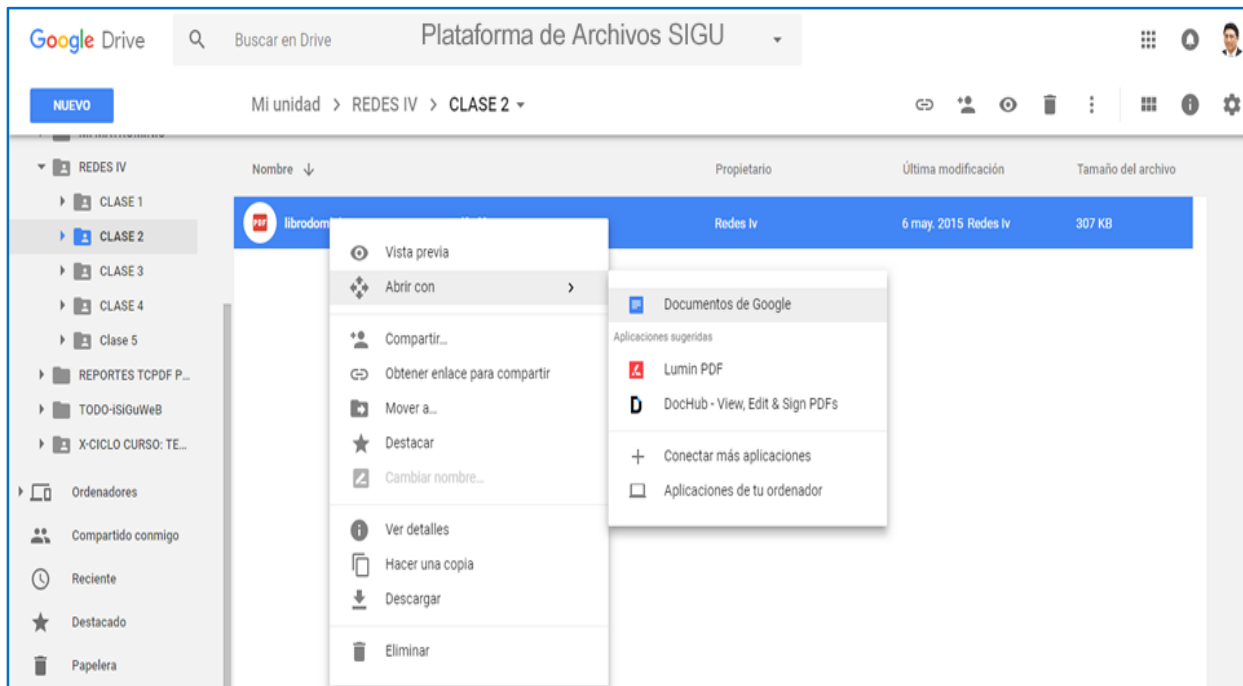 Google Drive
Buscar en Drive
Plataforma de Archivos SIGU
NUEVO
Mi unidad > REDES IV > CLASE 2
REDES IV
CLASE 1
CLASE 2
CLASE 3
CLASE 4
Clase 5
REPORTES TCPDF P...
TODO-iSiGuWeB
X-CICLO CURSO: TE...
Ordenadores
Compartido conmigo
Reciente
Destacado
Papelera
Nombre
Propietario
Última modificación
Tamaño del archivo
PDF
Redes Iv
6 may. 2015 Redes Iv
307 KB
Vista previa
Abrir con
Compartir...
Obtener enlace para compartir
Mover a...
Destacar
Cambiar nombre...
Ver detalles
Hacer una copia
Descargar
Eliminar
Documentos de Google
Aplicaciones sugeridas
Lumin PDF
DocHub - View, Edit & Sign PDFs
Conectar más aplicaciones
Aplicaciones de tu ordenador